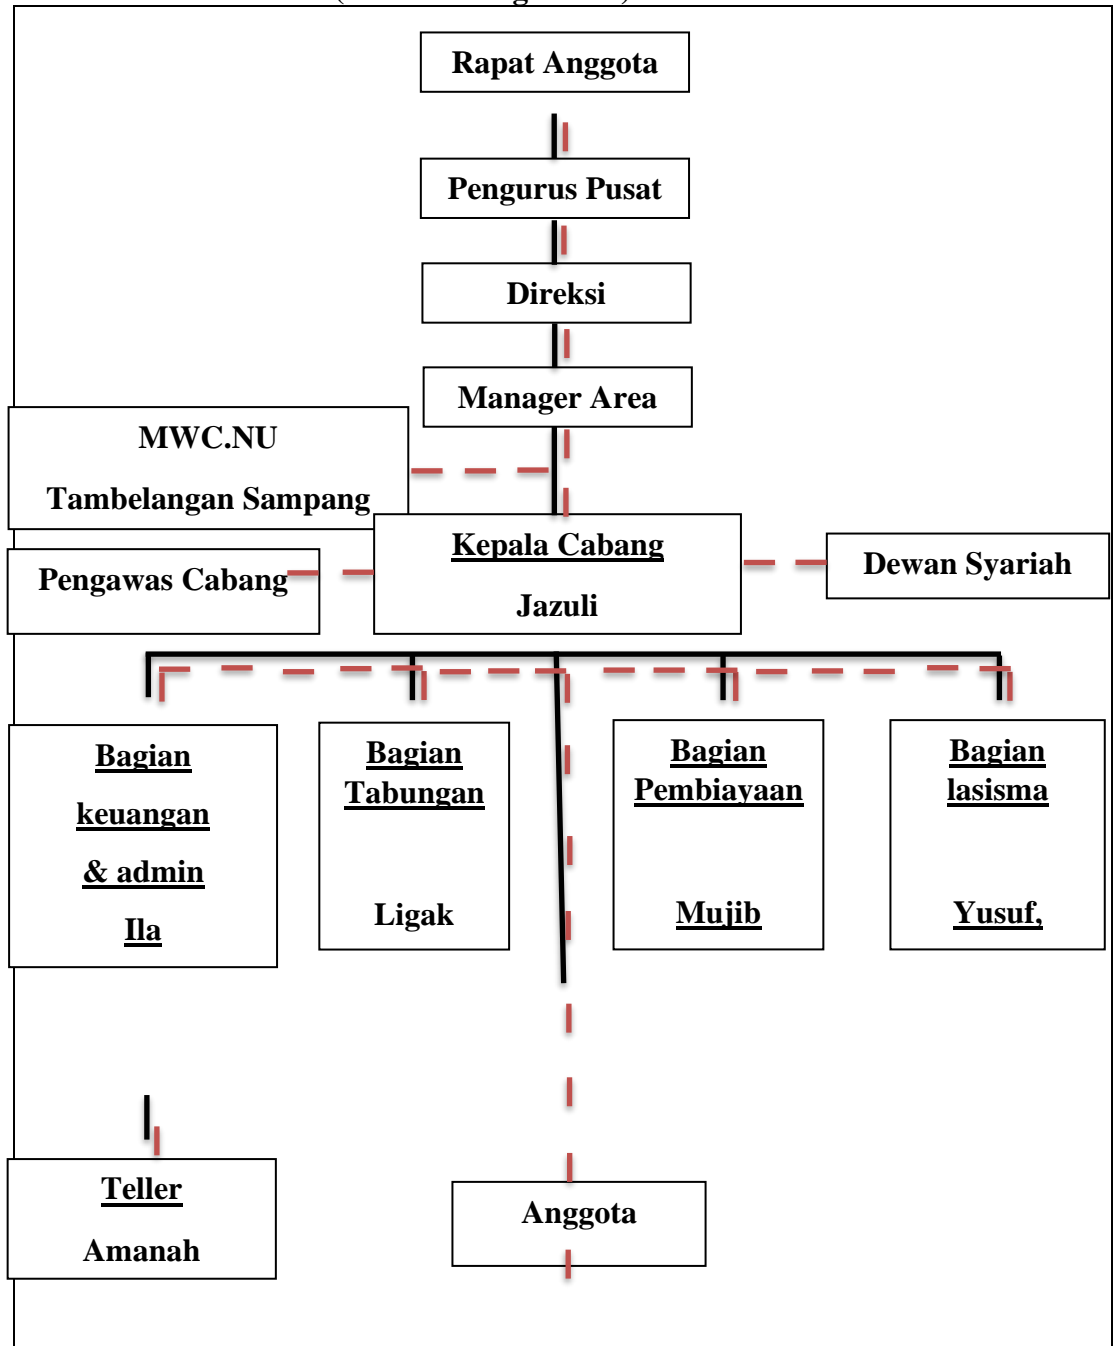 Rapat Anggota
Pengurus Pusat
Direksi
Manager Area
MWC.NU
Tambelangan Sampang
Kepala Cabang
Jazuli
Pengawas Cabang
Dewan Syariah
Bagian
keuangan
& admin
Ila
Bagian
Tabungan
Ligak
Bagian
Pembiayaan
Mujib
Bagian
lasisma
Yusuf,
Teller
Amanah
Anggota